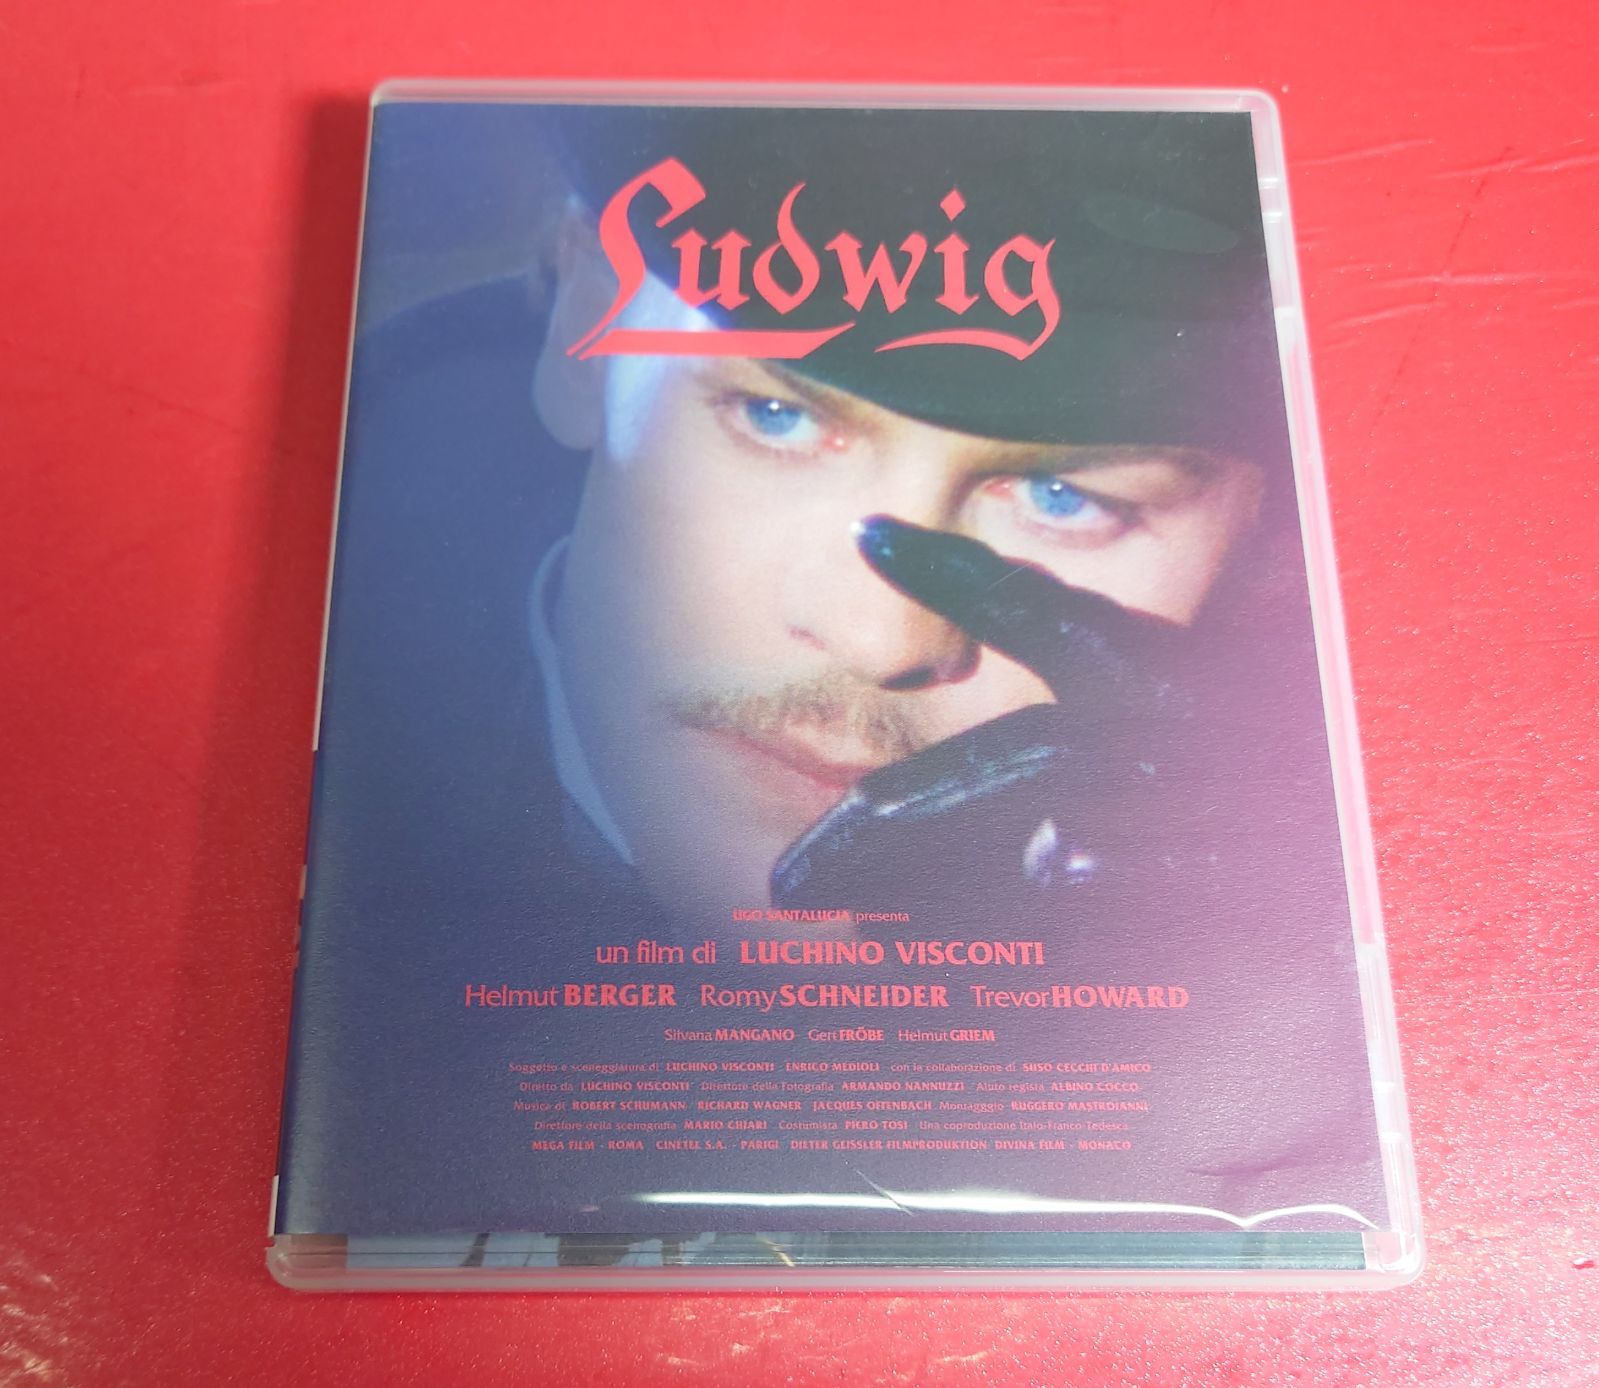 Ludwig
UGO SANTALUCIA presenta
un film di LUCHINO VISCONTI
Helmut BERGER Romy SCHNEIDER Trevor HOWARD
Silvana MANGANO Gert FRÖBE Helmut GRIEM
Soggetto e sceneggiatura di LUCHINO VISCONTI ENRICO MEDIOLI con la collaborazione di SUSO CECCHI D'AMICO
Diretto da LUCHINO VISCONTI Direttore della Fotografia ARMANDO NANNUZZI Aiuto regista ALBINO COCCO
Musica di ROBERT SCHUMANN RICHARD WAGNER JACQUES OFFENBACH Montagggio RUGGERO MASTROIANNI
Direttore della scenografia MARIO CHIARI Costumista PIERO TOSI Una coproduzione Italo-Franco-Tedesca
MEGA FILM - ROMA CINETEL S.A. - PARIGI DIETER GEISSLER FILMPRODUKTION DIVINA FILM - MONACO